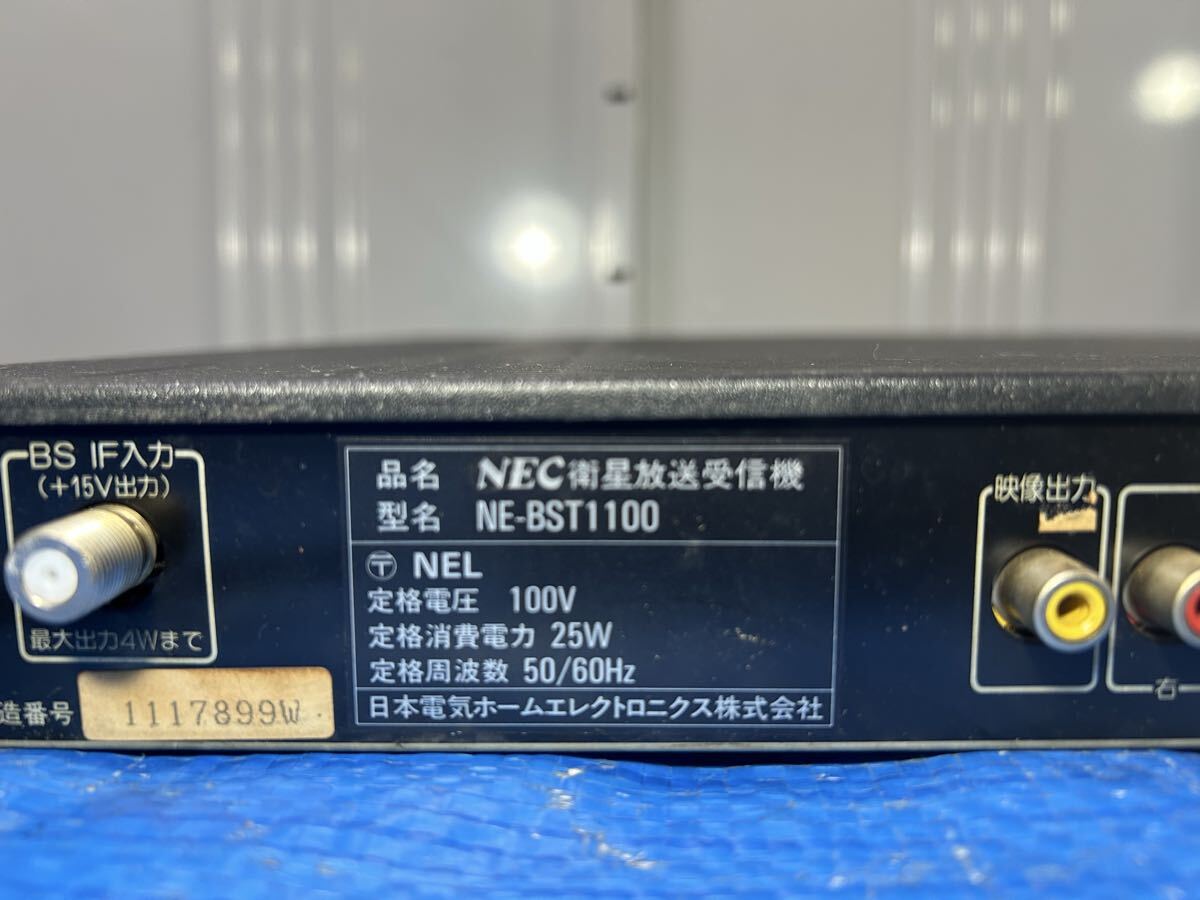 BS IF入力
(+15V出力)
最大出力4Wまで
造番号 1117899W
品名 NEC衛星放送受信機
型名 NE-BST1100
〒 NEL
定格電圧 100V
定格消費電力 25W
定格周波数 50/60Hz
日本電気ホームエレクトロニクス株式会社
映像出力
右